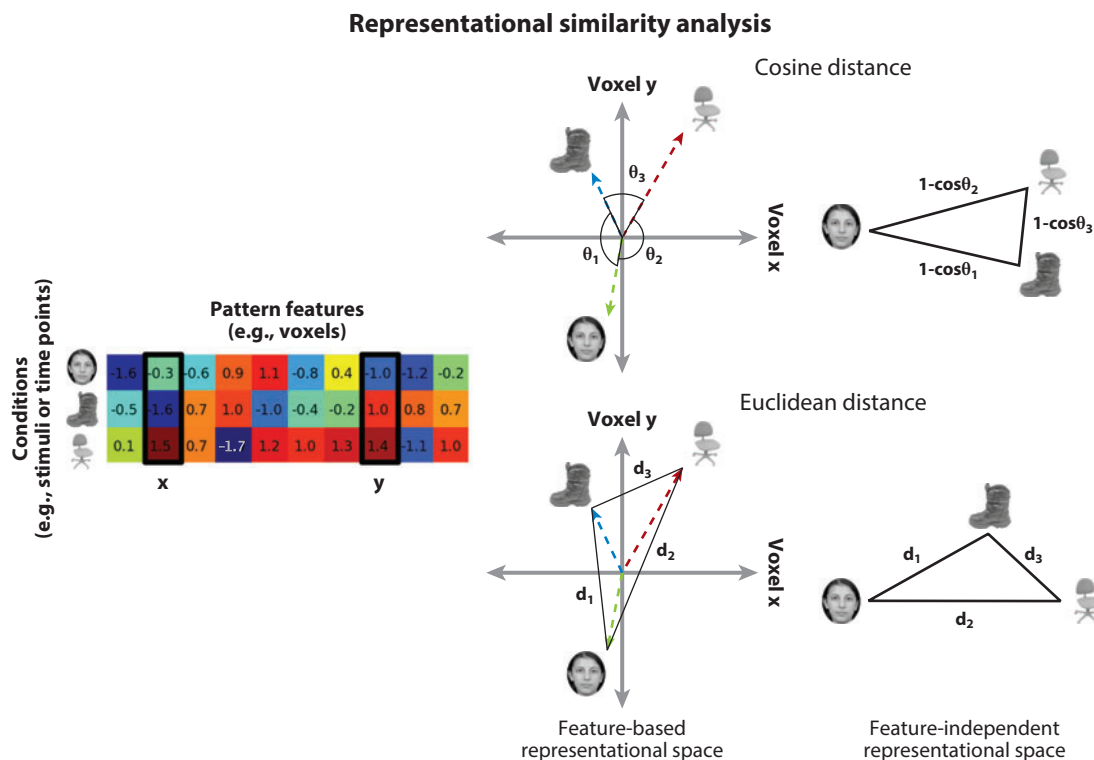 Representational similarity analysis
Cosine distance
Voxel y
θ3
θ1
θ2
Voxel x
1-cosθ2
1-cosθ3
1-cosθ1
Conditions
(e.g., stimuli or time points)
Pattern features
(e.g., voxels)
-1.6 -0.3 -0.6 0.9 1.1 -0.8 0.4 -1.0 -1.2 -0.2
-0.5 -1.6 0.7 1.0 -1.0 -0.4 -0.2 1.0 0.8 0.7
0.1 1.5 0.7 -1.7 1.2 1.0 1.3 1.4 -1.1 1.0
x y
Euclidean distance
Voxel y
d3
d2
d1
Voxel x
d1
d3
d2
Feature-based
representational space
Feature-independent
representational space